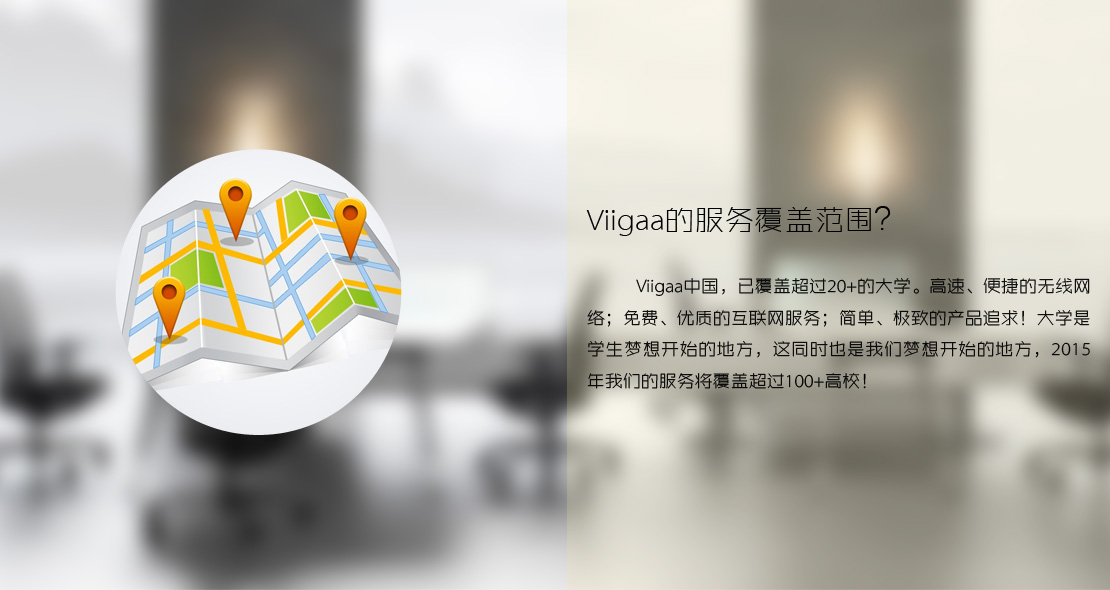 Viigaa的服务覆盖范围？
Viigaa中国，已覆盖超过20+的大学。高速、便捷的无线网
络；免费、优质的互联网服务；简单、极致的产品追求！大学是
学生梦想开始的地方，这同时也是我们梦想开始的地方，2015
年我们的服务将覆盖超过100+高校！